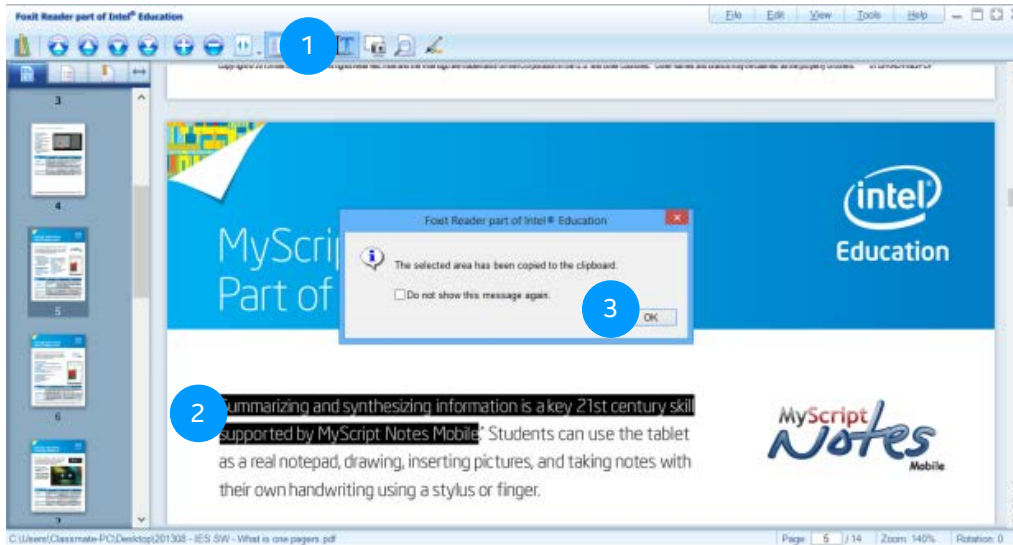 Foxit Reader part of Intel® Education
File Edit View Tools Help
1
3
4
5
6
7
intel
Education
MyScri
Part of
Foxit Reader part of Intel® Education
The selected area has been copied to the clipboard.
Do not show this message again.
3
OK
2
Summarizing and synthesizing information is a key 21st century skill
supported by MyScript Notes Mobile. Students can use the tablet
as a real notepad, drawing, inserting pictures, and taking notes with
their own handwriting using a stylus or finger.
MyScript
Notes
Mobile
C:\Users\Classmate-PC\Desktop\201308 - IES SW - What is one pagers.pdf
Page: 5 / 14 Zoom: 140% Rotation: 0